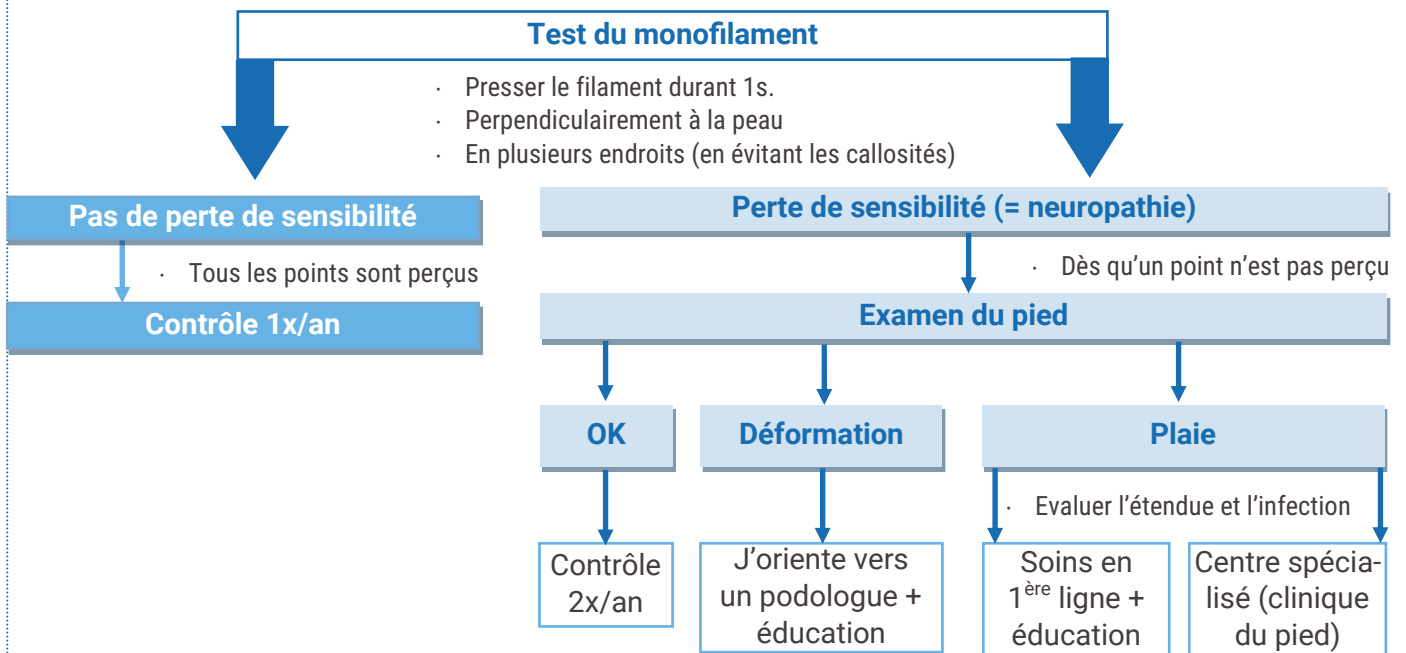 Test du monofilament
· Presser le filament durant 1s.
· Perpendiculairement à la peau
· En plusieurs endroits (en évitant les callosités)
Pas de perte de sensibilité
· Tous les points sont perçus
Contrôle 1x/an
Perte de sensibilité (= neuropathie)
· Dès qu’un point n’est pas perçu
Examen du pied
OK
Déformation
Plaie
· Evaluer l’étendue et l’infection
Contrôle
2x/an
J’oriente vers
un podologue +
éducation
Soins en
1ère ligne +
éducation
Centre spécia-
lisé (clinique
du pied)